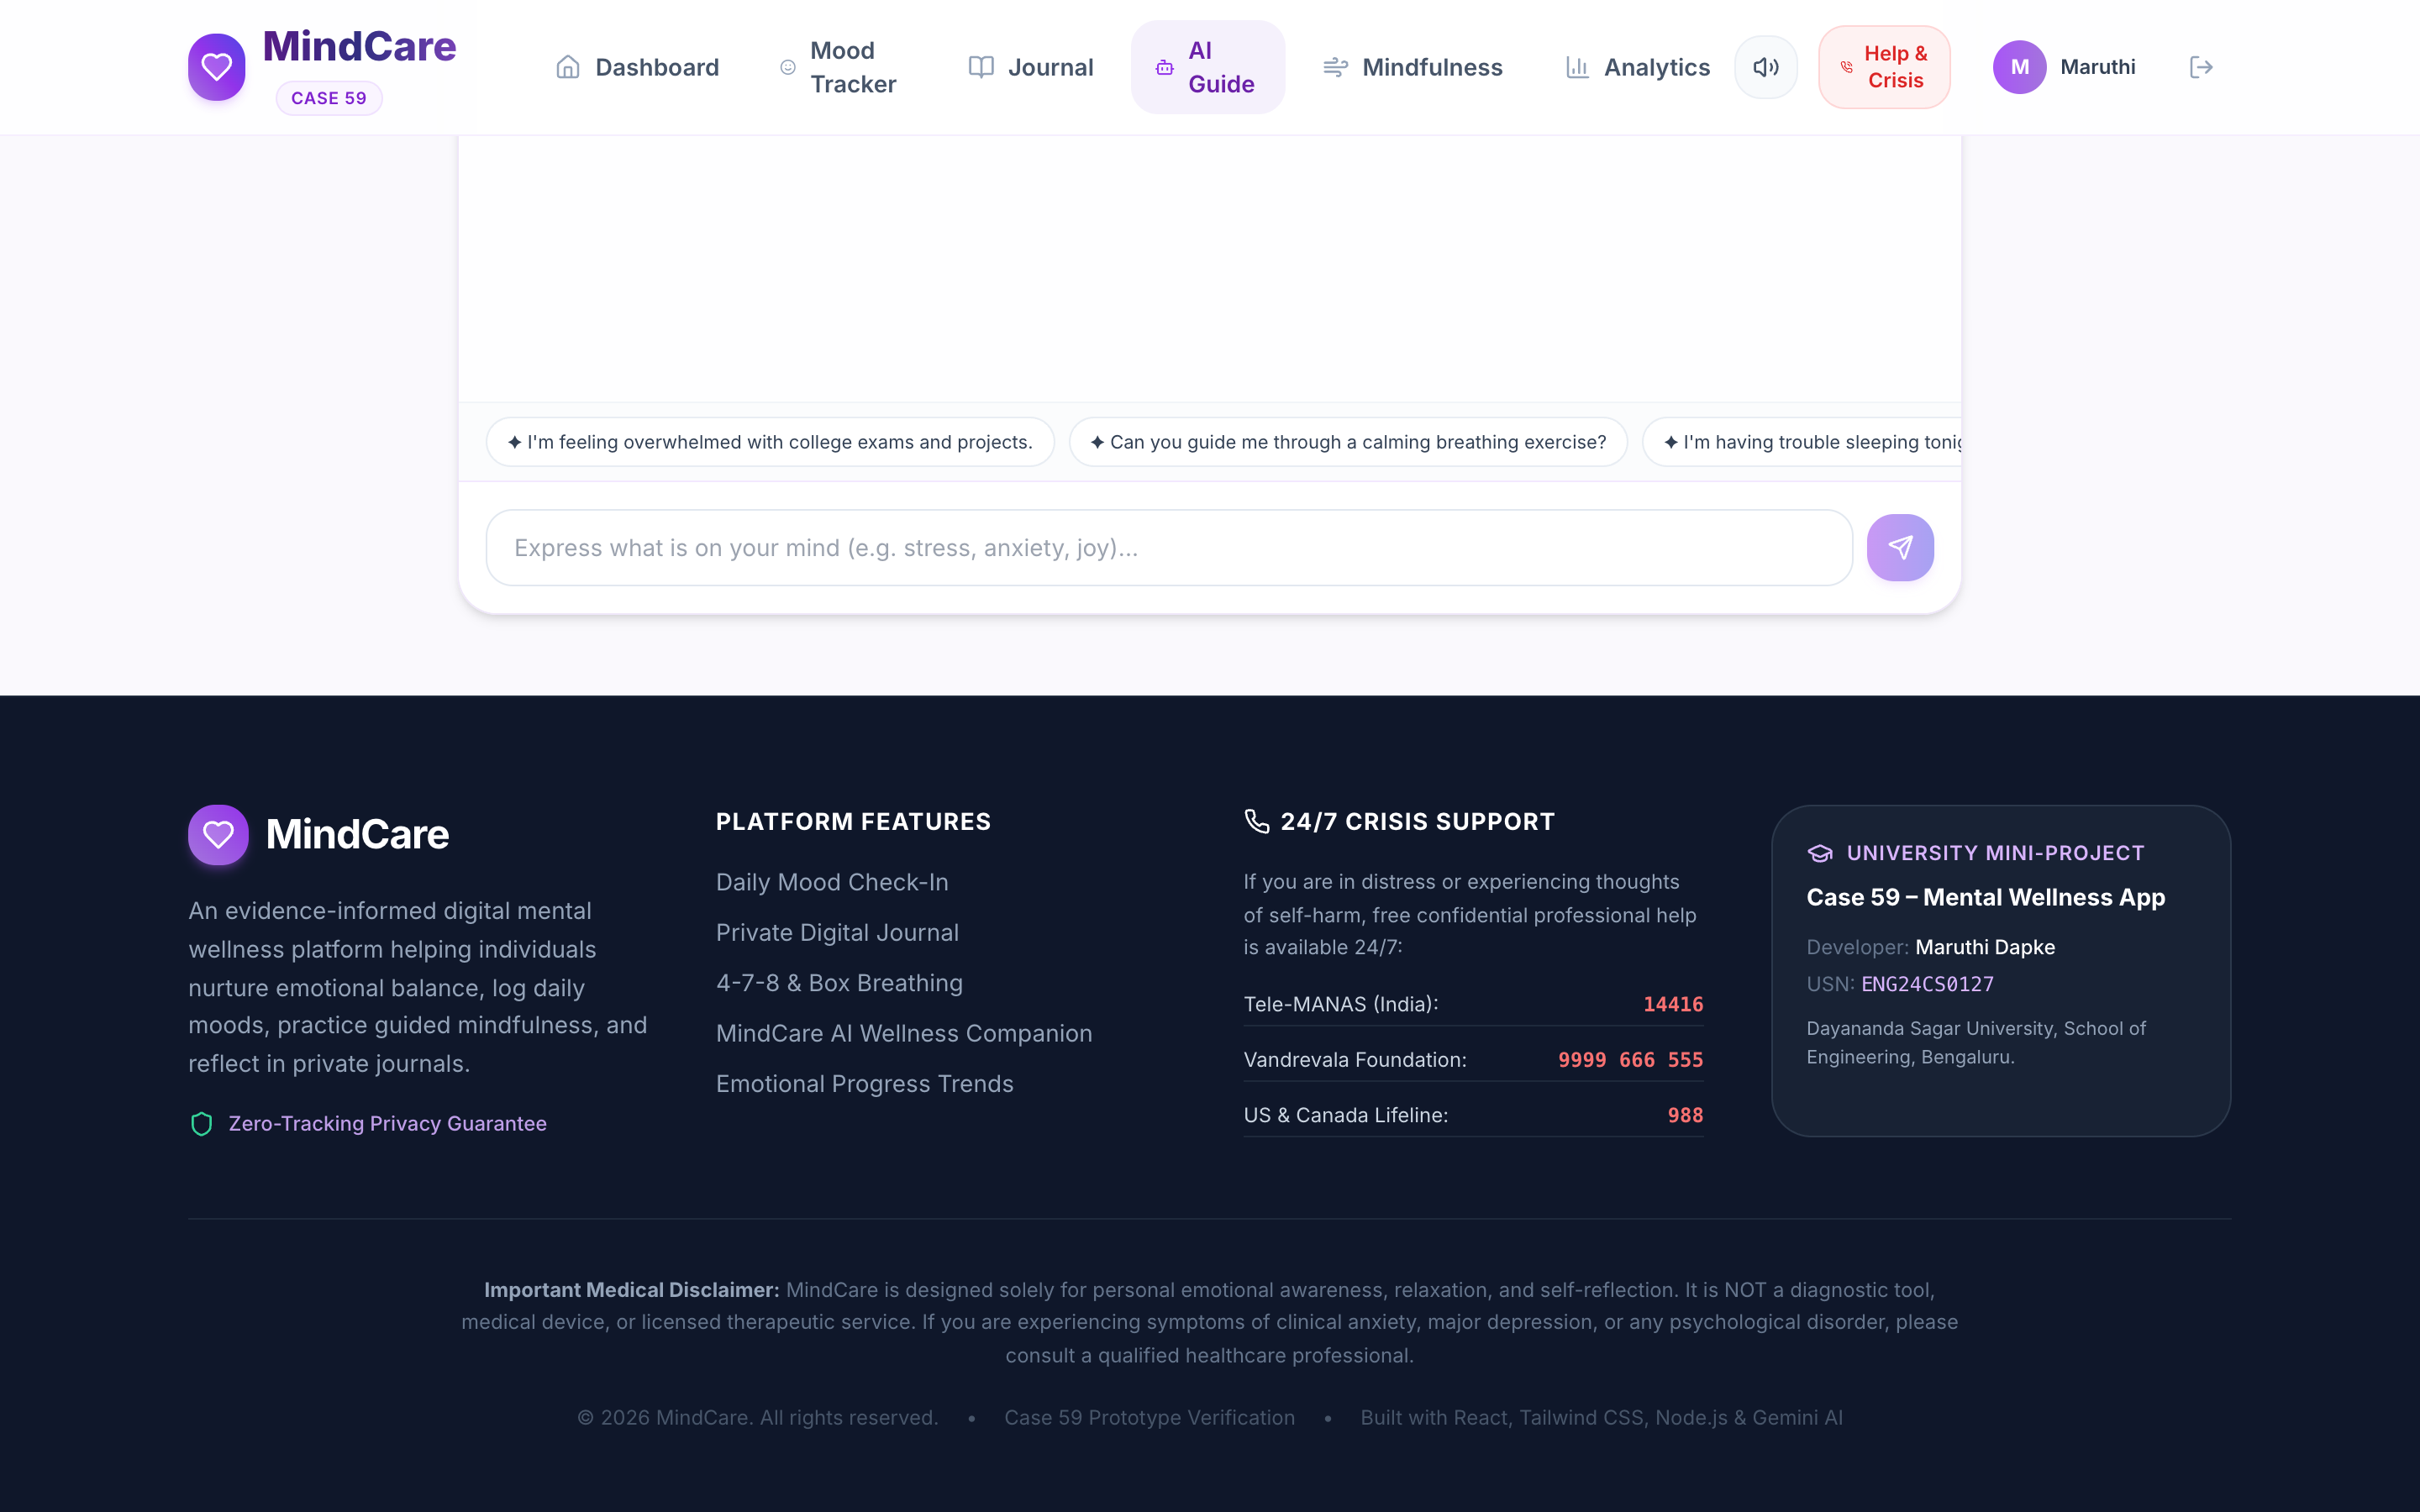 MindCare
CASE 59
Dashboard
Mood
Tracker
Journal
AI
Guide
Mindfulness
Analytics
Help &
Crisis
M
Maruthi
✦ I'm feeling overwhelmed with college exams and projects.
✦ Can you guide me through a calming breathing exercise?
✦ I'm having trouble sleeping
Express what is on your mind (e.g. stress, anxiety, joy)...
MindCare
An evidence-informed digital mental
wellness platform helping individuals
nurture emotional balance, log daily
moods, practice guided mindfulness, and
reflect in private journals.
Zero-Tracking Privacy Guarantee
PLATFORM FEATURES
Daily Mood Check-In
Private Digital Journal
4-7-8 & Box Breathing
MindCare AI Wellness Companion
Emotional Progress Trends
24/7 CRISIS SUPPORT
If you are in distress or experiencing thoughts
of self-harm, free confidential professional help
is available 24/7:
Tele-MANAS (India): 14416
Vandrevala Foundation: 9999 666 555
US & Canada Lifeline: 988
UNIVERSITY MINI-PROJECT
Case 59 – Mental Wellness App
Developer: Maruthi Dapke
USN: ENG24CS0127
Dayananda Sagar University, School of
Engineering, Bengaluru.
Important Medical Disclaimer: MindCare is designed solely for personal emotional awareness, relaxation, and self-reflection. It is NOT a diagnostic tool,
medical device, or licensed therapeutic service. If you are experiencing symptoms of clinical anxiety, major depression, or any psychological disorder, please
consult a qualified healthcare professional.
© 2026 MindCare. All rights reserved. • Case 59 Prototype Verification • Built with React, Tailwind CSS, Node.js & Gemini AI